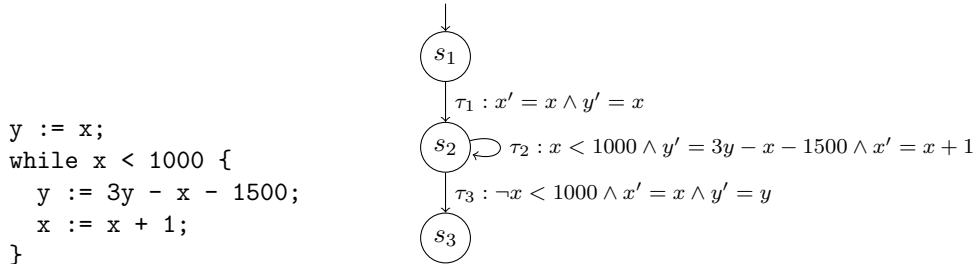 y := x;
while x < 1000 {
  y := 3y - x - 1500;
  x := x + 1;
}
s₁
τ₁ : x′ = x ∧ y′ = x
s₂
τ₂ : x < 1000 ∧ y′ = 3y − x − 1500 ∧ x′ = x + 1
τ₃ : ¬x < 1000 ∧ x′ = x ∧ y′ = y
s₃